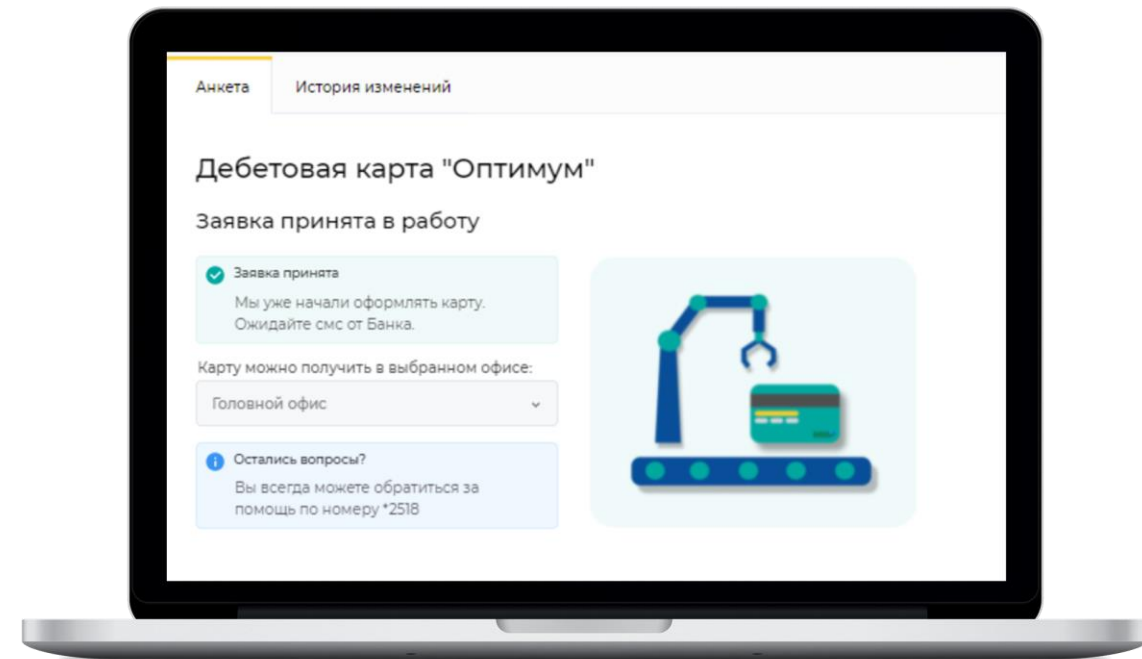 Анкета
История изменений
Дебетовая карта "Оптимум"
Заявка принята в работу
Заявка принята
Мы уже начали оформлять карту.
Ожидайте смс от Банка.
Карту можно получить в выбранном офисе:
Головной офис
Остались вопросы?
Вы всегда можете обратиться за
помощь по номеру *2518